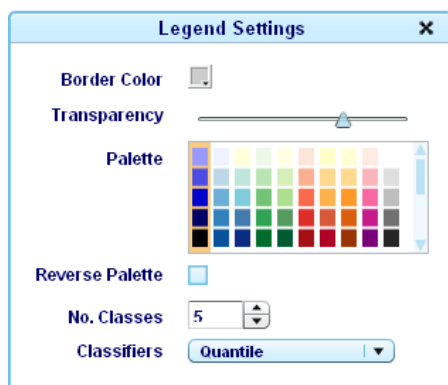 Legend Settings
Border Color
Transparency
Palette
Reverse Palette
No. Classes 5
Classifiers Quantile